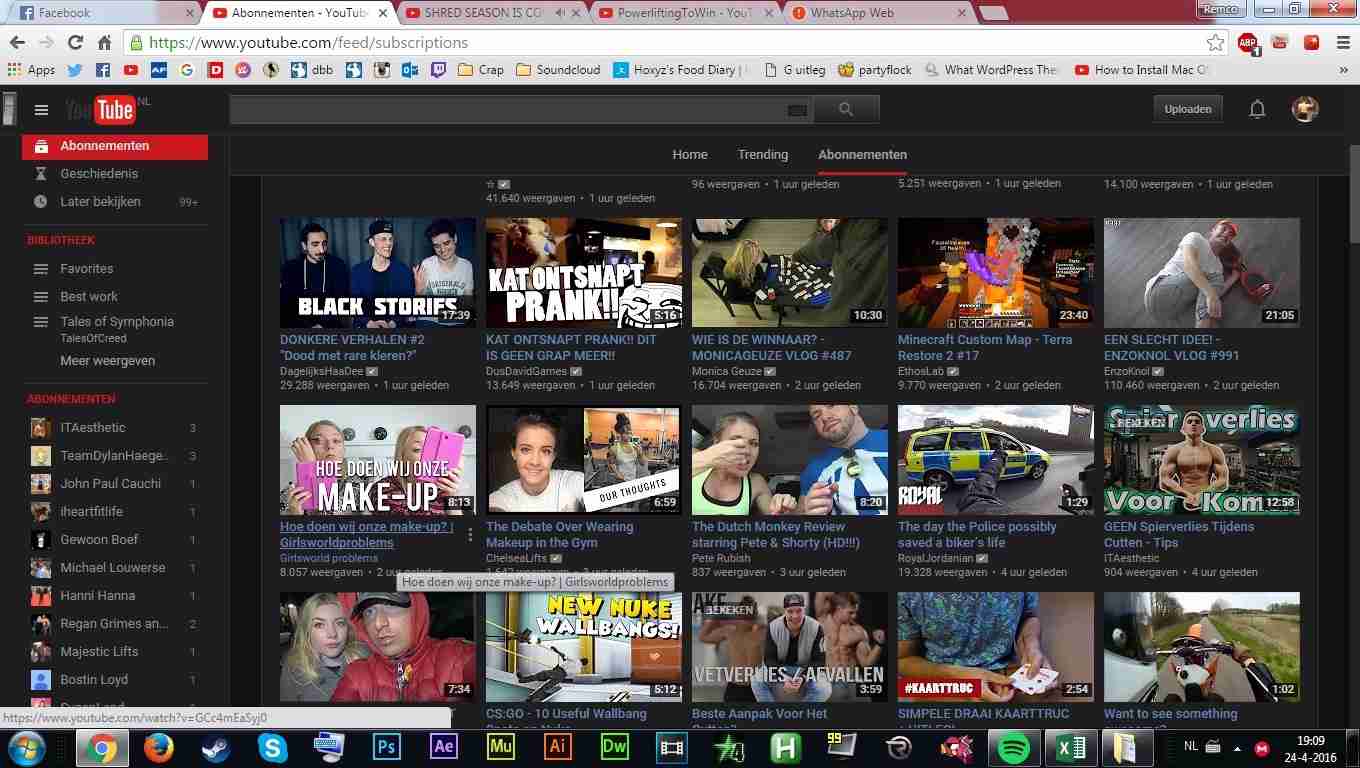 Facebook
Abonnementen - YouTub
SHRED SEASON IS CO
PowerliftingToWin - YouT
WhatsApp Web
Remco
https://www.youtube.com/feed/subscriptions
ABP
1
Apps
dbb
Crap
Soundcloud
Hoxyz's Food Diary |
G uitleg
partyflock
What WordPress The
How to Install Mac O
YouTube NL
Uploaden
Home
Trending
Abonnementen
Abonnementen
Geschiedenis
Later bekijken 99+
BIBLIOTHEEK
Favorites
Best work
Tales of Symphonia
TalesOfCreed
Meer weergeven
ABONNEMENTEN
ITAesthetic 3
TeamDylanHaege... 3
John Paul Cauchi 1
iheartfitlife 1
Gewoon Boef 1
Michael Louwerse 1
Hanni Hanna 1
Regan Grimes an... 2
Majestic Lifts 1
Bostin Loyd 1
41.640 weergaven • 1 uur geleden
96 weergaven • 1 uur geleden
5.251 weergaven • 1 uur geleden
14.100 weergaven • 1 uur geleden
BLACK STORIES
17:39
DONKERE VERHALEN #2
"Dood met rare kleren?"
DagelijksHaaDee
29.288 weergaven • 1 uur geleden
KAT ONTSNAPT
PRANK!!
5:16
KAT ONTSNAPT PRANK!! DIT
IS GEEN GRAP MEER!!
DusDavidGames
13.649 weergaven • 1 uur geleden
10:30
WIE IS DE WINNAAR? -
MONICAGEUZE VLOG #487
Monica Geuze
16.704 weergaven • 2 uur geleden
23:40
Minecraft Custom Map - Terra
Restore 2 #17
EthosLab
9.770 weergaven • 2 uur geleden
#991
21:05
EEN SLECHT IDEE! -
ENZOKNOL VLOG #991
EnzoKnol
110.460 weergaven • 2 uur geleden
HOE DOEN WIJ ONZE
MAKE-UP
8:13
Hoe doen wij onze make-up? |
Girlsworldproblems
Girlsworld problems
8.057 weergaven • 2 uur geleden
Hoe doen wij onze make-up? | Girlsworldproblems
OUR THOUGHTS
6:59
The Debate Over Wearing
Makeup in the Gym
ChelseaLifts
8:20
The Dutch Monkey Review
starring Pete & Shorty (HD!!!)
Pete Rubish
837 weergaven • 3 uur geleden
ROYAL
1:29
The day the Police possibly
saved a biker's life
RoyalJordanian
19.328 weergaven • 4 uur geleden
Spierverlies
BEKEKEN
Voor Kom
12:58
GEEN Spierverlies Tijdens
Cutten - Tips
ITAesthetic
904 weergaven • 4 uur geleden
7:34
NEW NUKE
WALLBANGS!
5:12
CS:GO - 10 Useful Wallbang
BEKEKEN
VETVERLIES / AFVALLEN
3:59
Beste Aanpak Voor Het
#KAARTTRUC
2:54
SIMPELE DRAAI KAARTTRUC
1:02
Want to see something
https://www.youtube.com/watch?v=GCc4mEaSyj0
Ps
Ae
Mu
Ai
Dw
H
99
NL
19:09
24-4-2016